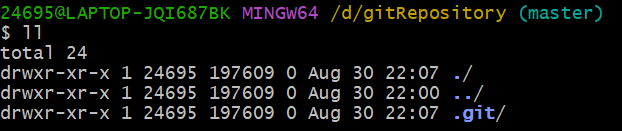 24695@LAPTOP-JQI687BK MINGW64 /d/gitRepository (master)
$ ll
total 24
drwxr-xr-x 1 24695 197609 0 Aug 30 22:07 ./
drwxr-xr-x 1 24695 197609 0 Aug 30 22:00 ../
drwxr-xr-x 1 24695 197609 0 Aug 30 22:07 .git/